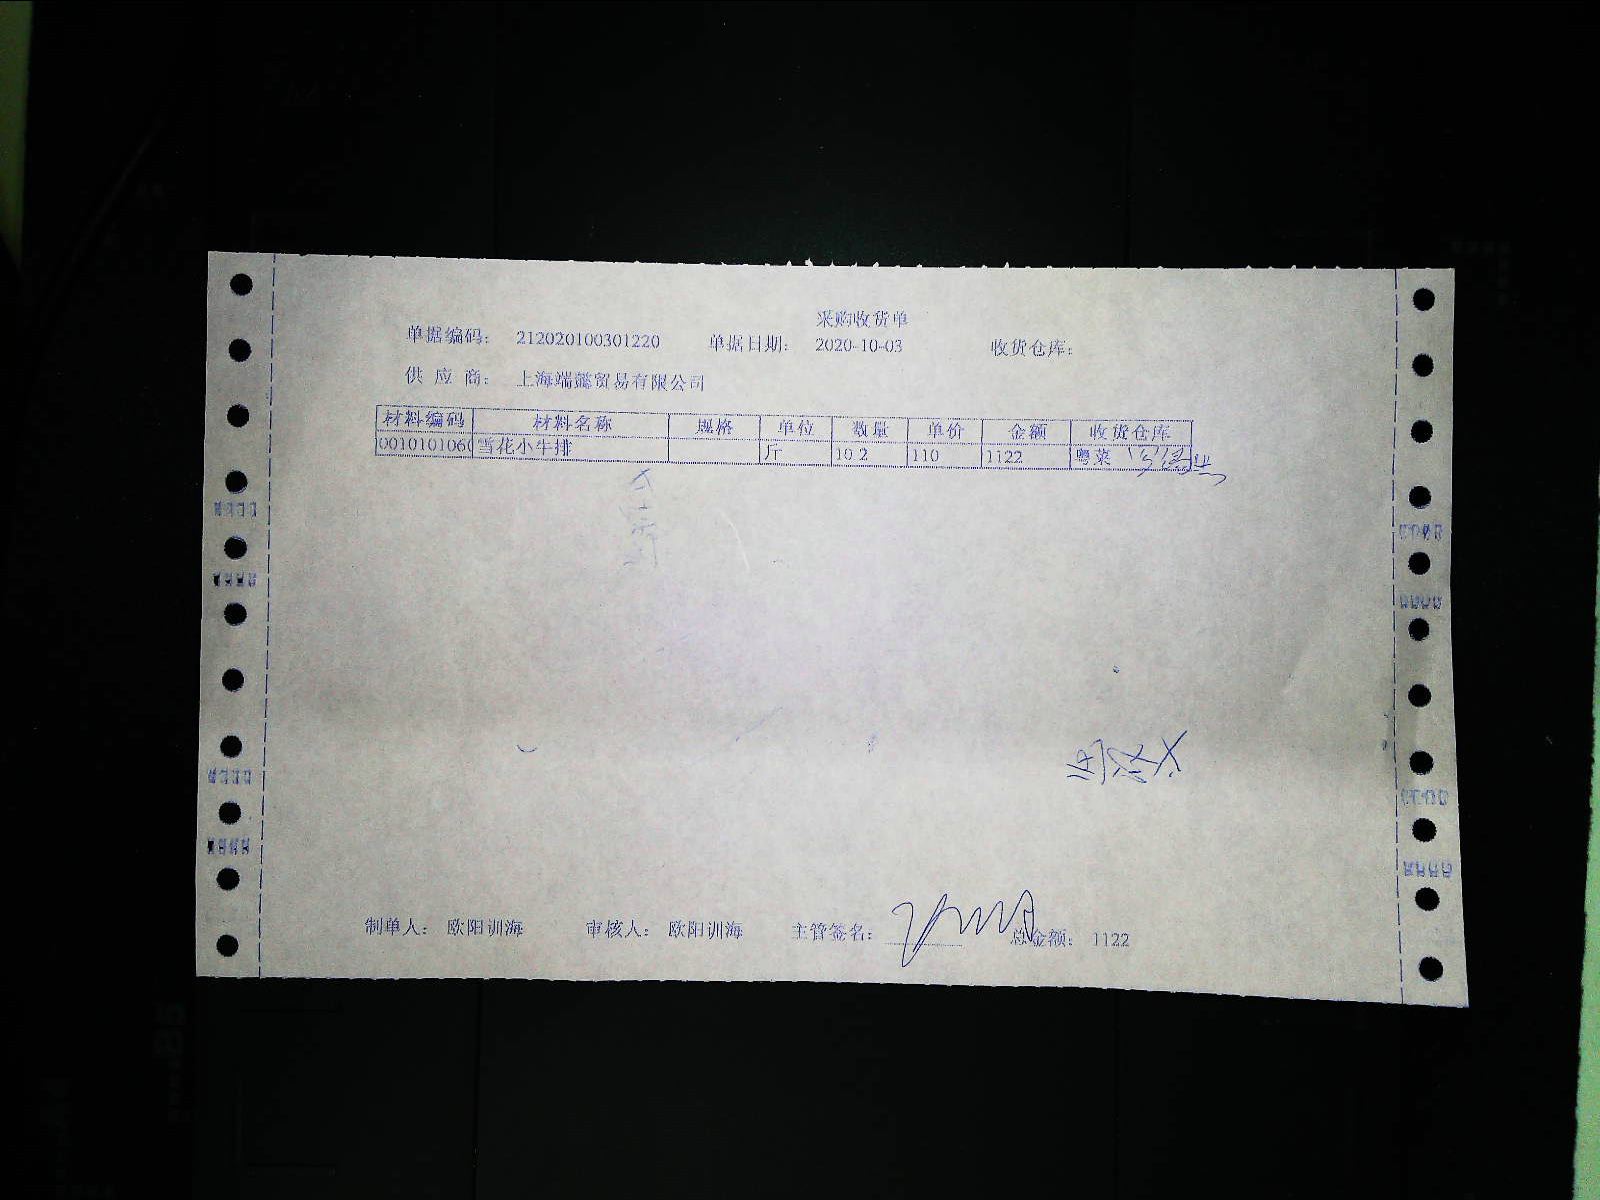 采购收货单
单据编码： 212020100301220 单据日期： 2020-10-03 收货仓库：
供 应 商： 上海端懿贸易有限公司
材料编码 材料名称 规格 单位 数量 单价 金额 收货仓库
雪花小牛排 斤 10.2 110 1122 粤菜
制单人： 欧阳训海 审核人： 欧阳训海 主管签名： 总金额： 1122